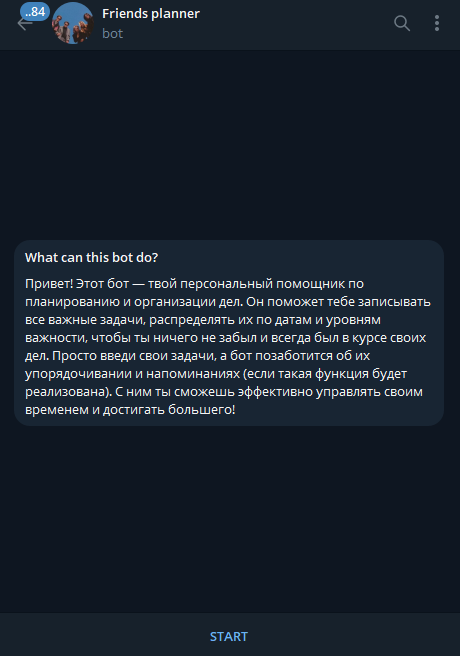 ..84
Friends planner
bot
What can this bot do?
Привет! Этот бот — твой персональный помощник по
планированию и организации дел. Он поможет тебе записывать
все важные задачи, распределять их по датам и уровням
важности, чтобы ты ничего не забыл и всегда был в курсе своих
дел. Просто введи свои задачи, а бот позаботится об их
упорядочивании и напоминаниях (если такая функция будет
реализована). С ним ты сможешь эффективно управлять своим
временем и достигать большего!
START